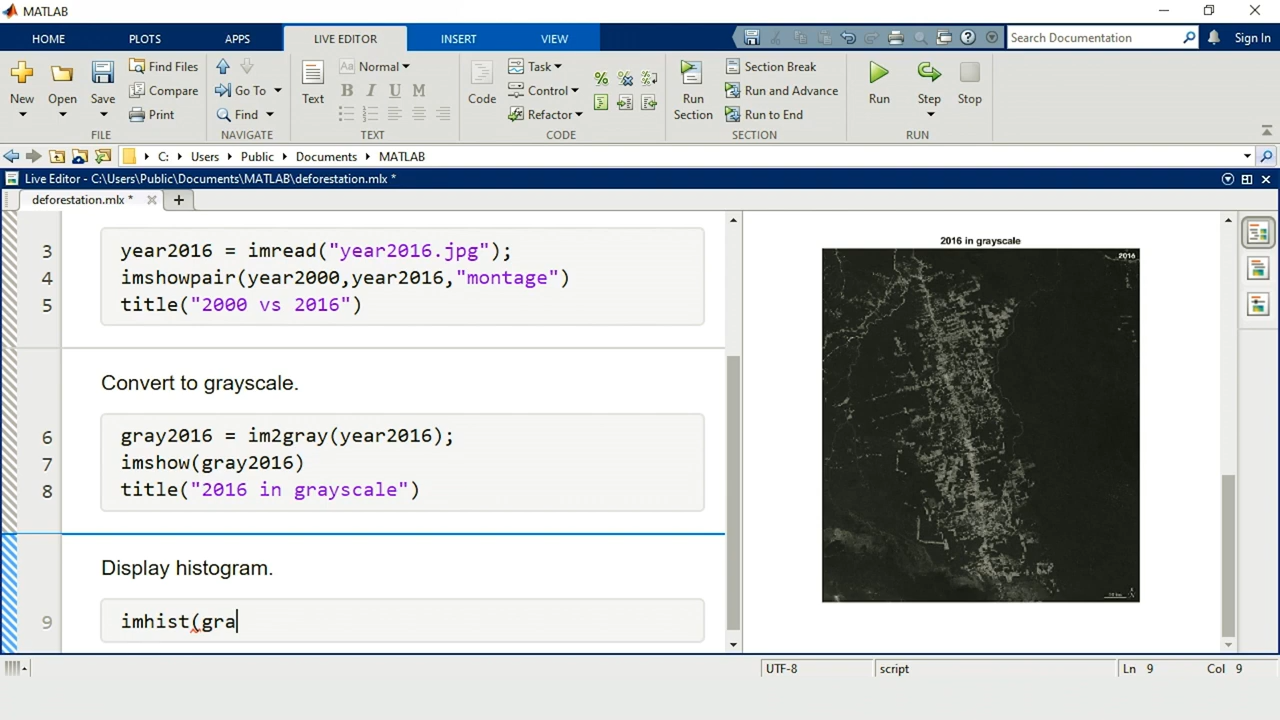 MATLAB
HOME PLOTS APPS LIVE EDITOR INSERT VIEW Search Documentation Sign In
New Open Save Find Files Compare Print FILE
Go To Find NAVIGATE
Text Aa Normal B I U M TEXT
Code Task Control Refactor CODE
Run Section Section Break Run and Advance Run to End SECTION
Run Step Stop RUN
C: Users Public Documents MATLAB
Live Editor - C:\Users\Public\Documents\MATLAB\deforestation.mlx *
deforestation.mlx *
3 year2016 = imread("year2016.jpg");
4 imshowpair(year2000,year2016,"montage")
5 title("2000 vs 2016")
Convert to grayscale.
6 gray2016 = im2gray(year2016);
7 imshow(gray2016)
8 title("2016 in grayscale")
Display histogram.
9 imhist(gra
2016 in grayscale
2016
UTF-8 script Ln 9 Col 9